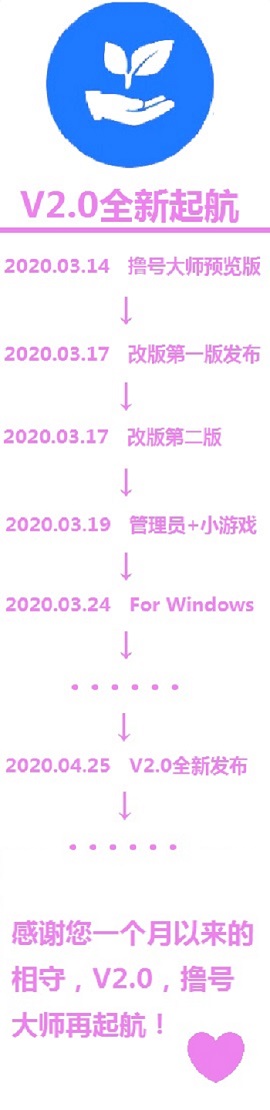 V2.0全新起航
2020.03.14 撸号大师预览版
↓
2020.03.17 改版第一版发布
↓
2020.03.17 改版第二版
↓
2020.03.19 管理员+小游戏
↓
2020.03.24 For Windows
↓
......
↓
2020.04.25 V2.0全新发布
↓
......
感谢您一个月以来的
相守，V2.0，撸号
大师再起航！